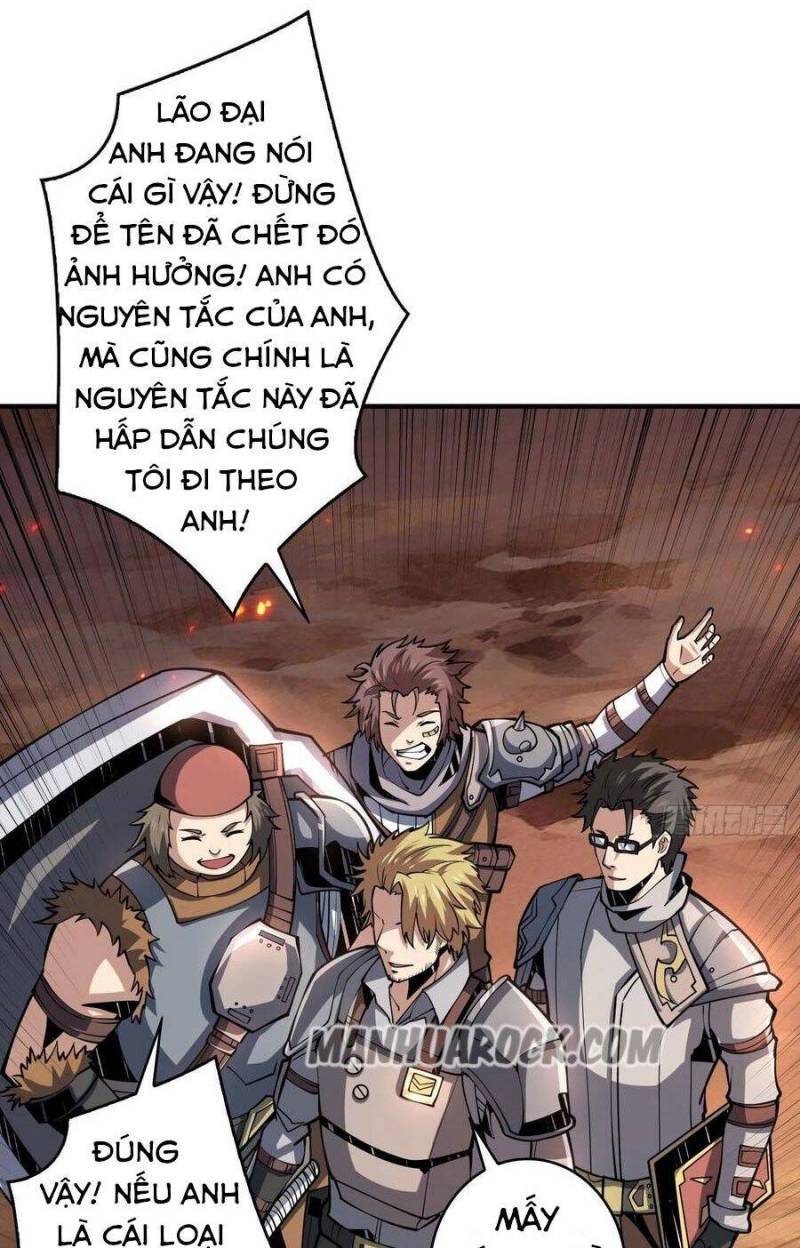 LÃO ĐẠI
ANH ĐANG NÓI
CÁI GÌ VẬY! ĐỪNG
ĐỂ TÊN ĐÃ CHẾT ĐÓ
ẢNH HƯỞNG! ANH CÓ
NGUYÊN TẮC CỦA ANH,
MÀ CŨNG CHÍNH LÀ
NGUYÊN TẮC NÀY ĐÃ
HẤP DẪN CHÚNG
TÔI ĐI THEO
ANH!
MANHUAROCK.COM
ĐÚNG
VẬY! NẾU ANH
LÀ CÁI LOẠI
MẤY